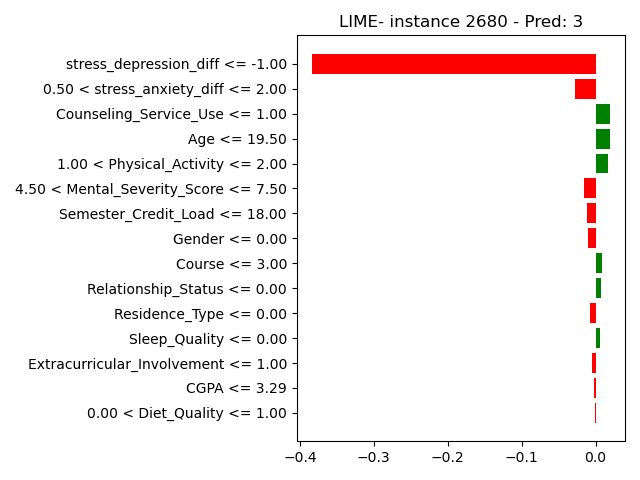 LIME- instance 2680 - Pred: 3
stress_depression_diff <= -1.00
0.50 < stress_anxiety_diff <= 2.00
Counseling_Service_Use <= 1.00
Age <= 19.50
1.00 < Physical_Activity <= 2.00
4.50 < Mental_Severity_Score <= 7.50
Semester_Credit_Load <= 18.00
Gender <= 0.00
Course <= 3.00
Relationship_Status <= 0.00
Residence_Type <= 0.00
Sleep_Quality <= 0.00
Extracurricular_Involvement <= 1.00
CGPA <= 3.29
0.00 < Diet_Quality <= 1.00
−0.4 −0.3 −0.2 −0.1 0.0